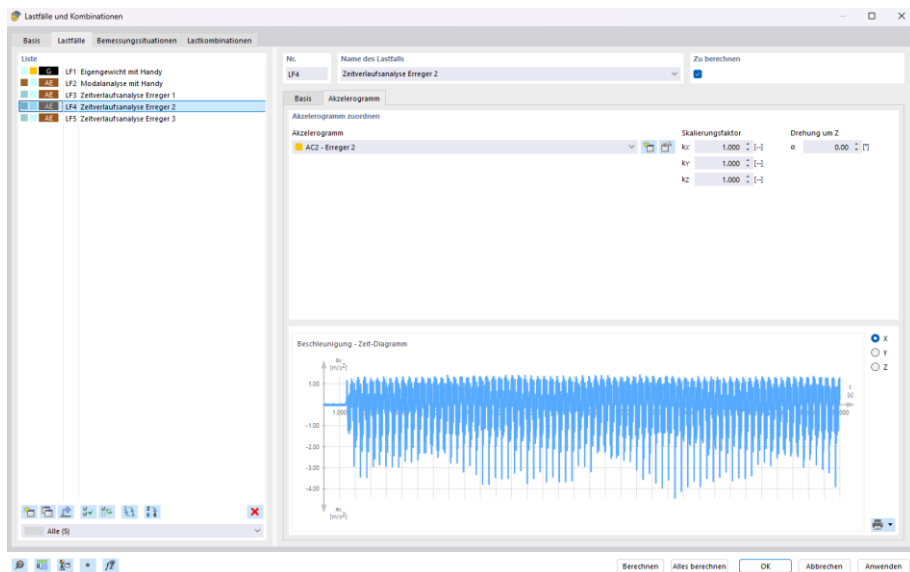 Lastfälle und Kombinationen
Basis Lastfälle Bemessungssituationen Lastkombinationen
Liste
G LF1 Eigengewicht mit Handy
AE LF2 Modalanalyse mit Handy
AE LF3 Zeitverlaufsanalyse Erreger 1
AE LF4 Zeitverlaufsanalyse Erreger 2
AE LF5 Zeitverlaufsanalyse Erreger 3
Alle (5)
Nr. Name des Lastfalls Zu berechnen
LF4 Zeitverlaufsanalyse Erreger 2
Basis Akzelerogramm
Akzelerogramm zuordnen
Akzelerogramm Skalierungsfaktor Drehung um Z
AC2 - Erreger 2 kx' 1.000 [--] α 0.00 [°]
ky' 1.000 [--]
kz' 1.000 [--]
Beschleunigung - Zeit-Diagramm
X
Y
Z
[m/s²]
1.00
t
[s]
1.000
-1.00
-2.00
-3.00
-4.00
[m/s²]
Berechnen Alles berechnen OK Abbrechen Anwenden